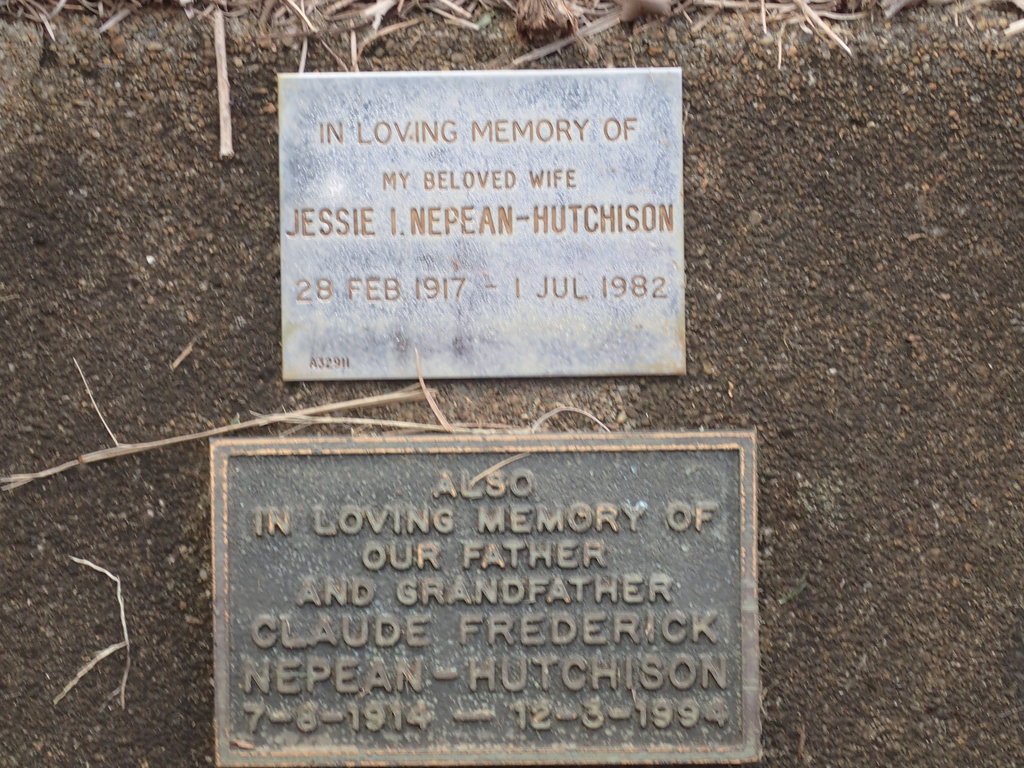 IN LOVING MEMORY OF
MY BELOVED WIFE
JESSIE I. NEPEAN-HUTCHISON
28 FEB 1917 - 1 JUL 1982
A32911
ALSO
IN LOVING MEMORY OF
OUR FATHER
AND GRANDFATHER
CLAUDE FREDERICK
NEPEAN-HUTCHISON
7-8-1914 — 12-3-1994